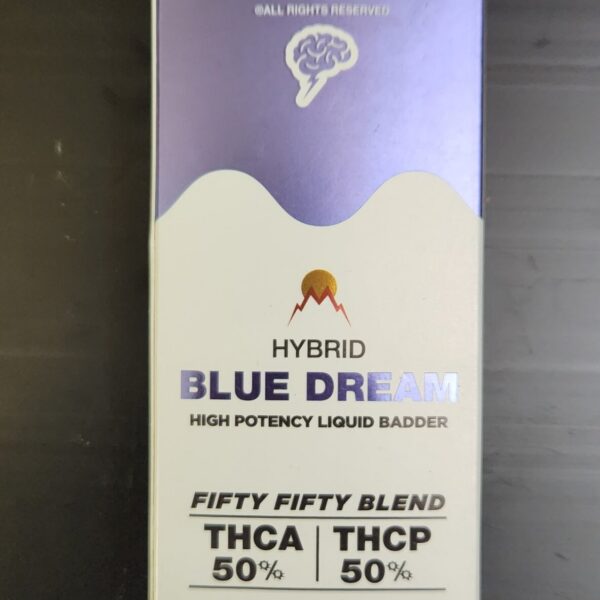 ©ALL RIGHTS RESERVED
HYBRID
BLUE DREAM
HIGH POTENCY LIQUID BADDER
FIFTY FIFTY BLEND
THCA | THCP
50% | 50%